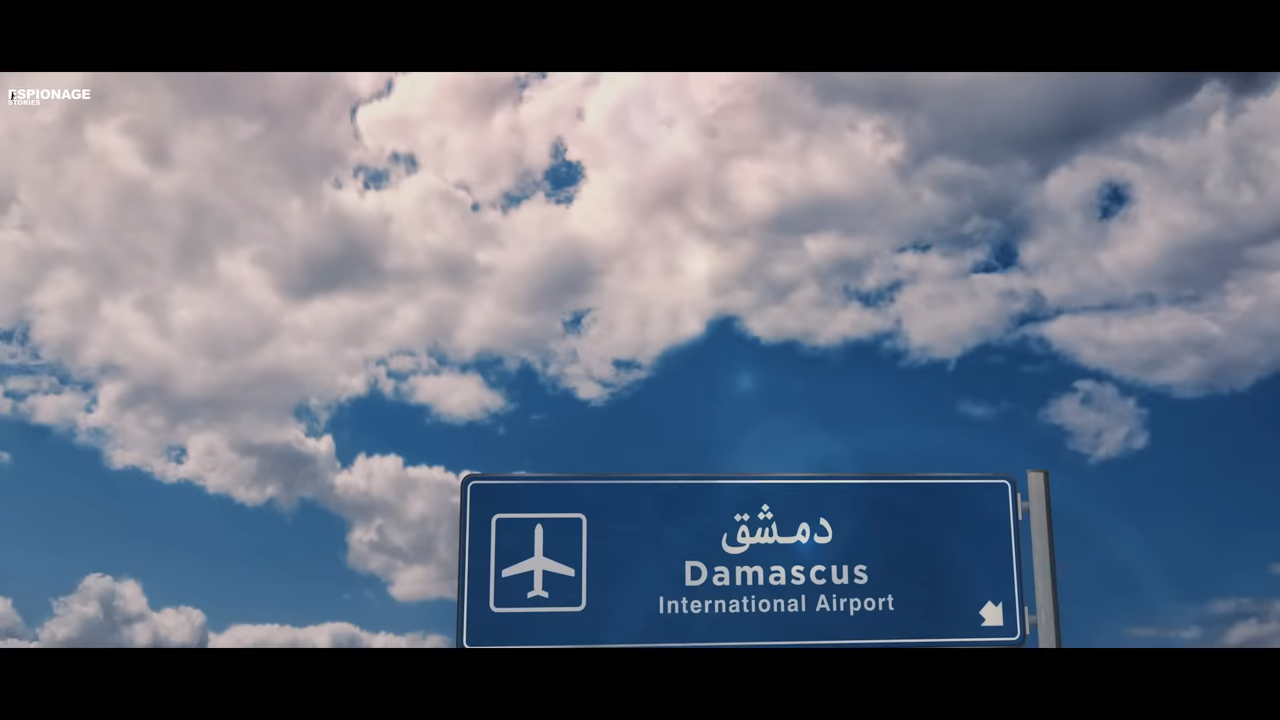 ESPIONAGE
STORIES
دمشق
Damascus
International Airport